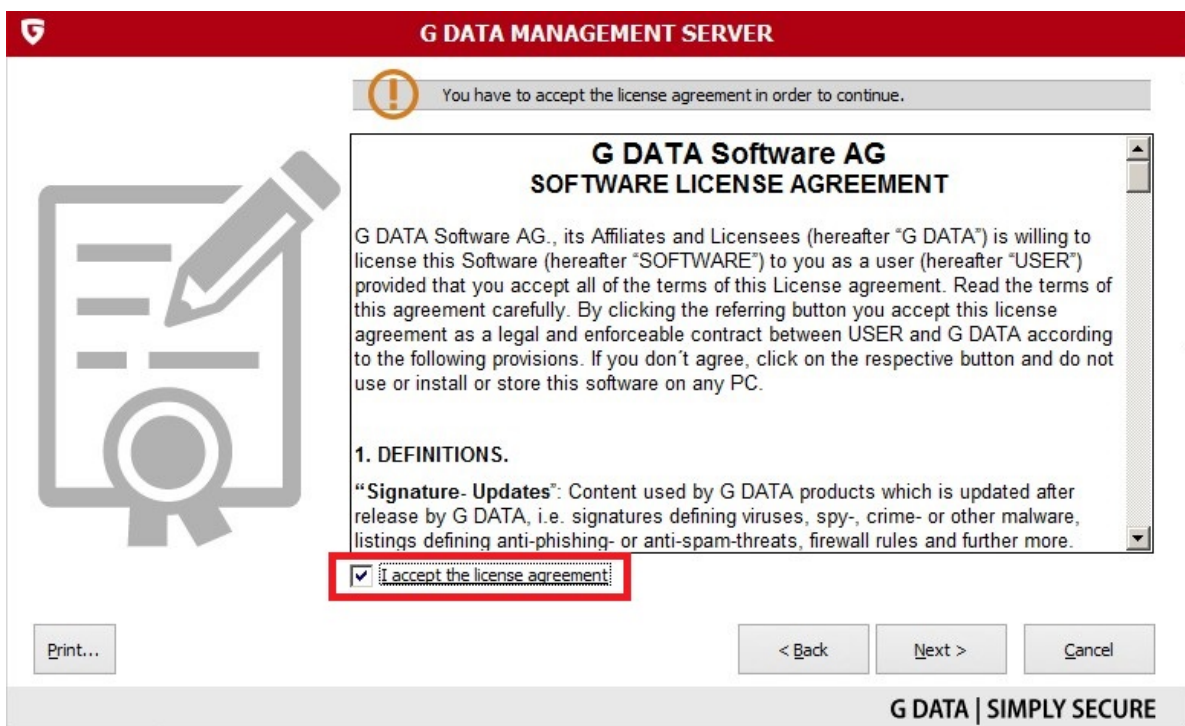 G DATA MANAGEMENT SERVER
You have to accept the license agreement in order to continue.
G DATA Software AG
SOFTWARE LICENSE AGREEMENT
G DATA Software AG., its Affiliates and Licensees (hereafter “G DATA”) is willing to
license this Software (hereafter “SOFTWARE”) to you as a user (hereafter “USER”)
provided that you accept all of the terms of this License agreement. Read the terms of
this agreement carefully. By clicking the referring button you accept this license
agreement as a legal and enforceable contract between USER and G DATA according
to the following provisions. If you don´t agree, click on the respective button and do not
use or install or store this software on any PC.
1. DEFINITIONS.
“Signature- Updates”: Content used by G DATA products which is updated after
release by G DATA, i.e. signatures defining viruses, spy-, crime- or other malware,
listings defining anti-phishing- or anti-spam-threats, firewall rules and further more.
I accept the license agreement
Print...
< Back
Next >
Cancel
G DATA | SIMPLY SECURE